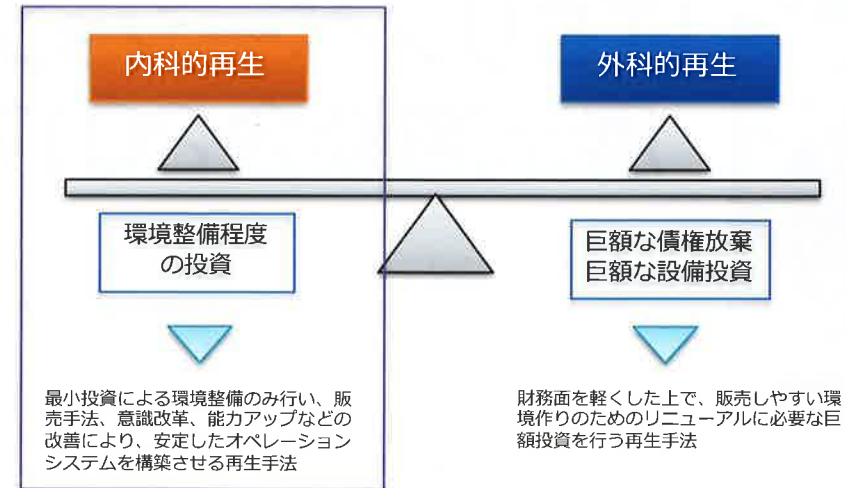 内科的再生
外科的再生
環境整備程度
の投資
巨額な債権放棄
巨額な設備投資
最小投資による環境整備のみ行い、販
売手法、意識改革、能力アップなどの
改善により、安定したオペレーション
システムを構築させる再生手法
財務面を軽くした上で、販売しやすい環
境作りのためのリニューアルに必要な巨
額投資を行う再生手法